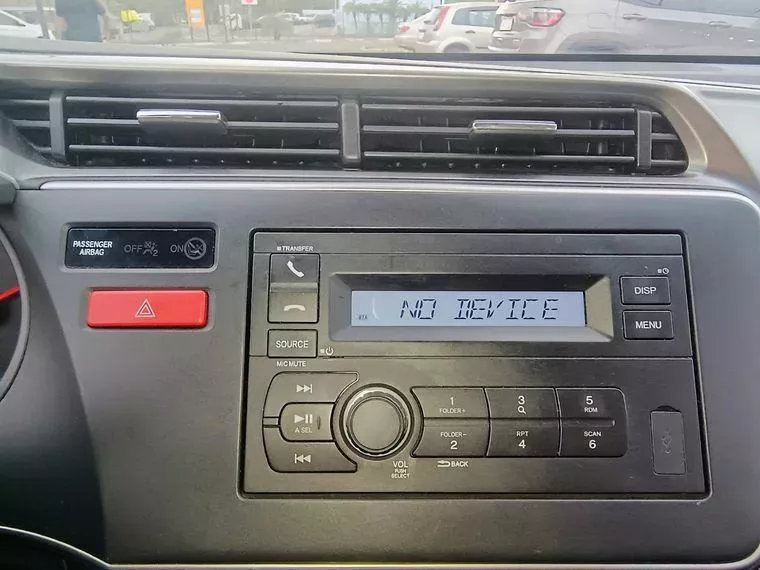 PASSENGER
AIRBAG
OFF
2
ON
TRANSFER
NO DEVICE
DISP
MENU
SOURCE
MIC MUTE
A.SEL
VOL
PUSH
SELECT
1
FOLDER+
3
5
RDM
FOLDER-
2
RPT
4
SCAN
6
BACK